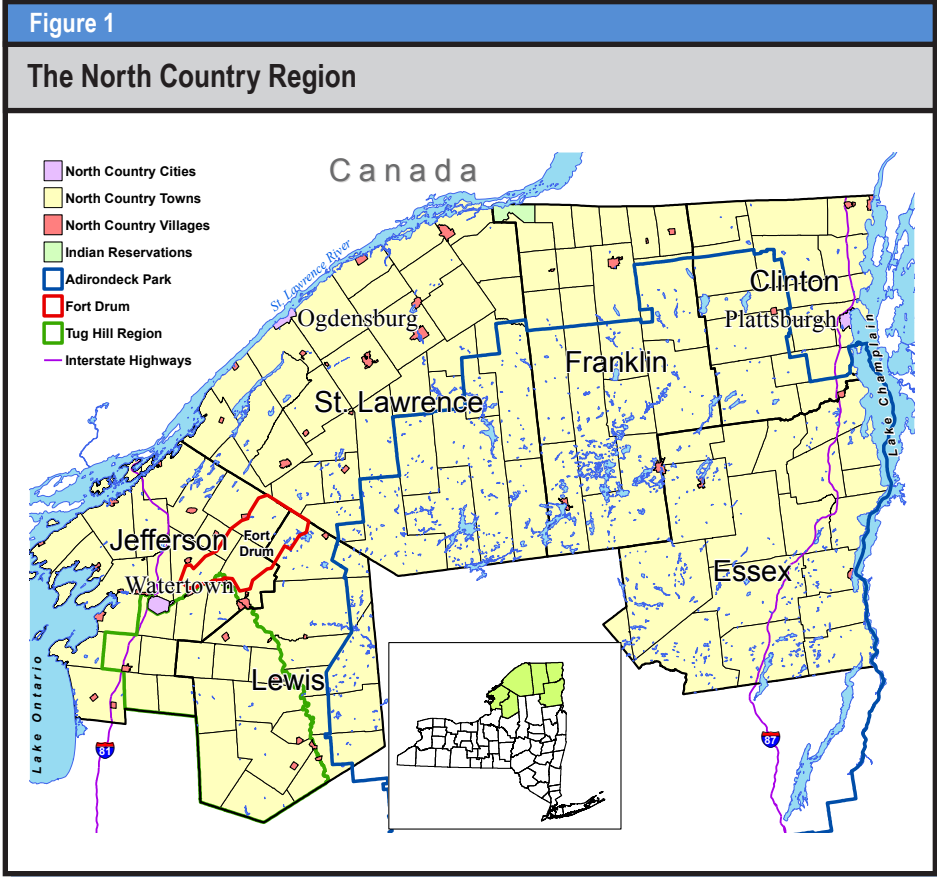 Figure 1
The North Country Region
Canada
North Country Cities
North Country Towns
North Country Villages
Indian Reservations
Adirondeck Park
Fort Drum
Tug Hill Region
Interstate Highways
St. Lawrence River
Ogdensburg
Clinton
Plattsburgh
Franklin
St. Lawrence
Lake Champlain
Jefferson
Fort
Drum
Watertown
Essex
Lewis
Lake Ontario
81
87